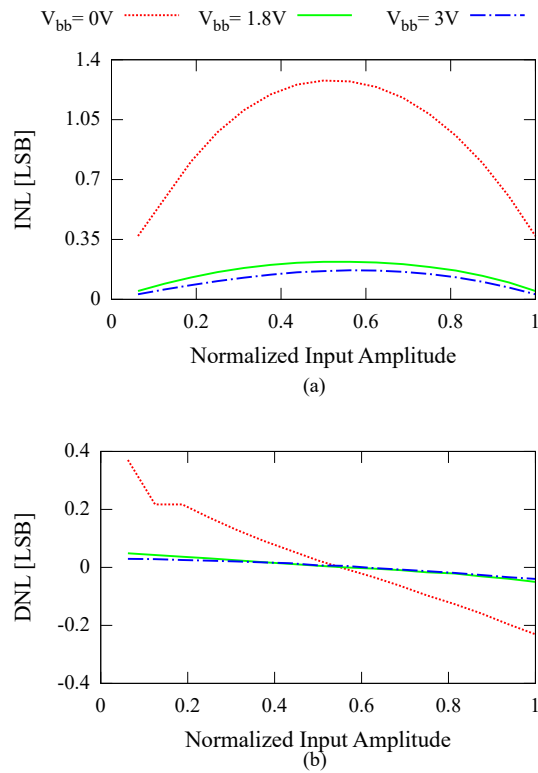 V_bb= 0V V_bb= 1.8V V_bb= 3V
1.4
1.05
0.7
0.35
0
INL [LSB]
0 0.2 0.4 0.6 0.8 1
Normalized Input Amplitude
(a)
0.4
0.2
0
-0.2
-0.4
DNL [LSB]
0 0.2 0.4 0.6 0.8 1
Normalized Input Amplitude
(b)